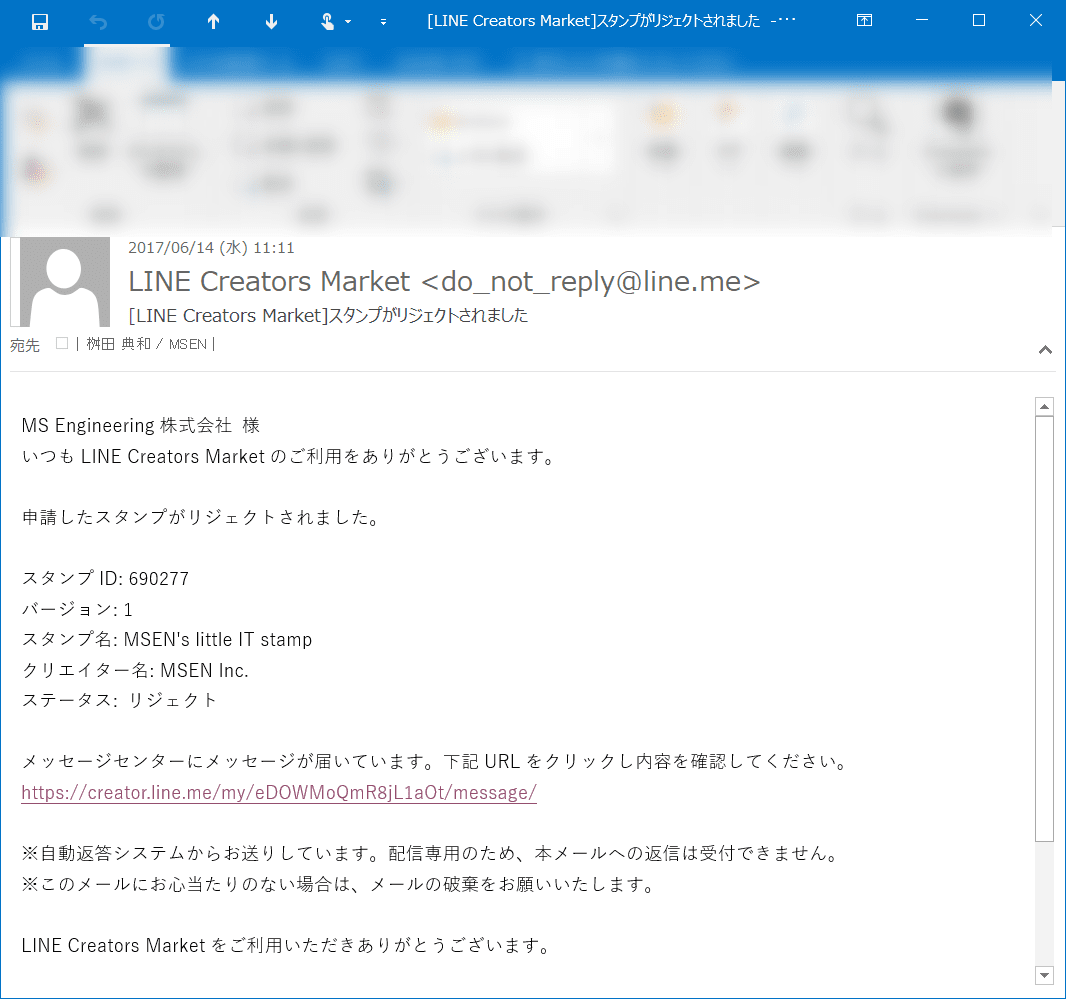 [LINE Creators Market]スタンプがリジェクトされました -…
2017/06/14 (水) 11:11
LINE Creators Market <do_not_reply@line.me>
[LINE Creators Market]スタンプがリジェクトされました
宛先 □ | 桝田 典和 / MSEN |
MS Engineering 株式会社 様
いつも LINE Creators Market のご利用をありがとうございます。
申請したスタンプがリジェクトされました。
スタンプ ID: 690277
バージョン: 1
スタンプ名: MSEN's little IT stamp
クリエイター名: MSEN Inc.
ステータス: リジェクト
メッセージセンターにメッセージが届いています。下記 URL をクリックし内容を確認してください。
https://creator.line.me/my/eDOWMoQmR8jL1aOt/message/
※自動返答システムからお送りしています。配信専用のため、本メールへの返信は受付できません。
※このメールにお心当たりのない場合は、メールの破棄をお願いいたします。
LINE Creators Market をご利用いただきありがとうございます。